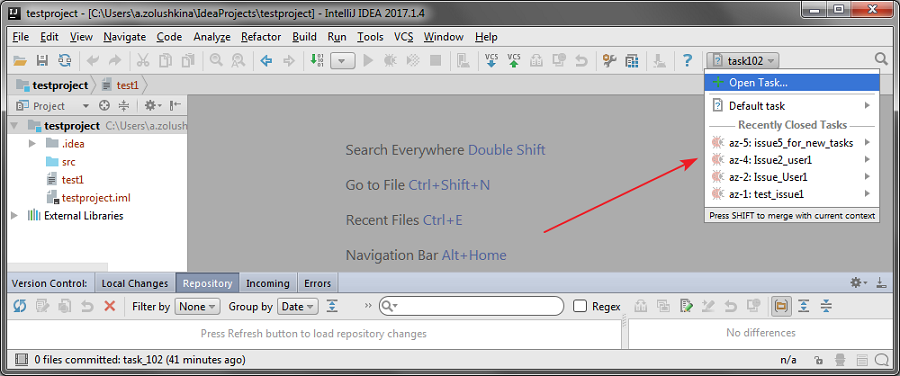 testproject - [C:\Users\a.zolushkina\IdeaProjects\testproject] - IntelliJ IDEA 2017.1.4
File Edit View Navigate Code Analyze Refactor Build Run Tools VCS Window Help
VCS VCS ? task102
testproject test1
Open Task...
Project
Default task
testproject C:\Users\a.zolushkina\
Recently Closed Tasks
.idea
az-5: issue5_for_new_tasks
Search Everywhere Double Shift
src
az-4: Issue2_user1
test1
az-2: Issue_User1
Go to File Ctrl+Shift+N
testproject.iml
az-1: test_issue1
External Libraries
Press SHIFT to merge with current context
Recent Files Ctrl+E
Navigation Bar Alt+Home
Version Control: Local Changes Repository Incoming Errors
Filter by None Group by Date >> Regex
Press Refresh button to load repository changes
No differences
0 files committed: task_102 (41 minutes ago) n/a